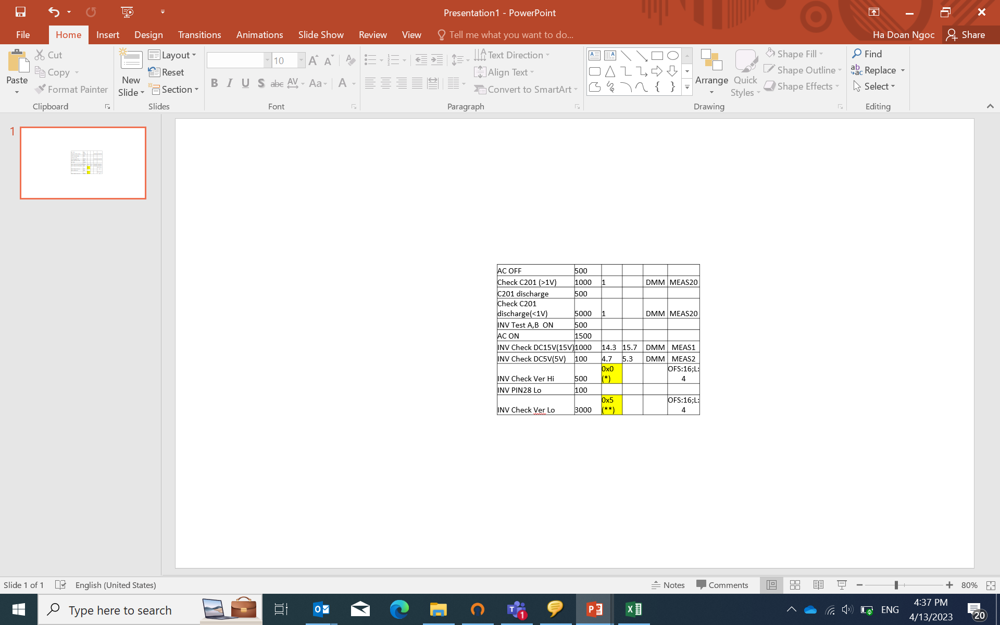 Presentation1 - PowerPoint
File Home Insert Design Transitions Animations Slide Show Review View Tell me what you want to do... Ha Doan Ngoc Share
Paste
Cut
Copy
Format Painter
Clipboard
New
Slide
Layout
Reset
Section
Slides
10
B I U S abc AV Aa A
Font
Text Direction
Align Text
Convert to SmartArt
Paragraph
Arrange
Quick
Styles
Shape Fill
Shape Outline
Shape Effects
Drawing
Find
Replace
Select
Editing
1
AC OFF 500
Check C201 (>1V) 1000 1 DMM MEAS20
C201 discharge 500
Check C201
discharge(<1V) 5000 1 DMM MEAS20
INV Test A,B  ON 500
AC ON 1500
INV Check DC15V(15V) 1000 14.3 15.7 DMM MEAS1
INV Check DC5V(5V) 100 4.7 5.3 DMM MEAS2
0x0 OFS:16;L:
INV Check Ver Hi 500 (*) 4
INV PIN28 Lo 100
0x5 OFS:16;L:
INV Check Ver Lo 3000 (**) 4
Slide 1 of 1 English (United States) Notes Comments 80%
Type here to search
1
ENG
4:37 PM
4/13/2023
20